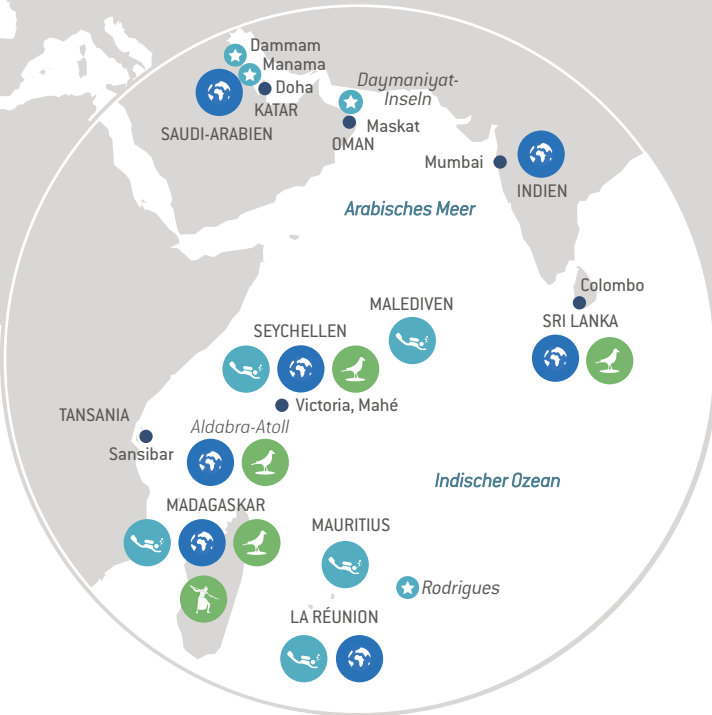 Dammam
Manama
Doha
KATAR
SAUDI-ARABIEN
Daymaniyat-
Inseln
Maskat
OMAN
Mumbai
INDIEN
Arabisches Meer
Colombo
SRI LANKA
MALEDIVEN
SEYCHELLEN
Victoria, Mahé
TANSANIA
Sansibar
Aldabra-Atoll
Indischer Ozean
MADAGASKAR
MAURITIUS
Rodrigues
LA RÉUNION